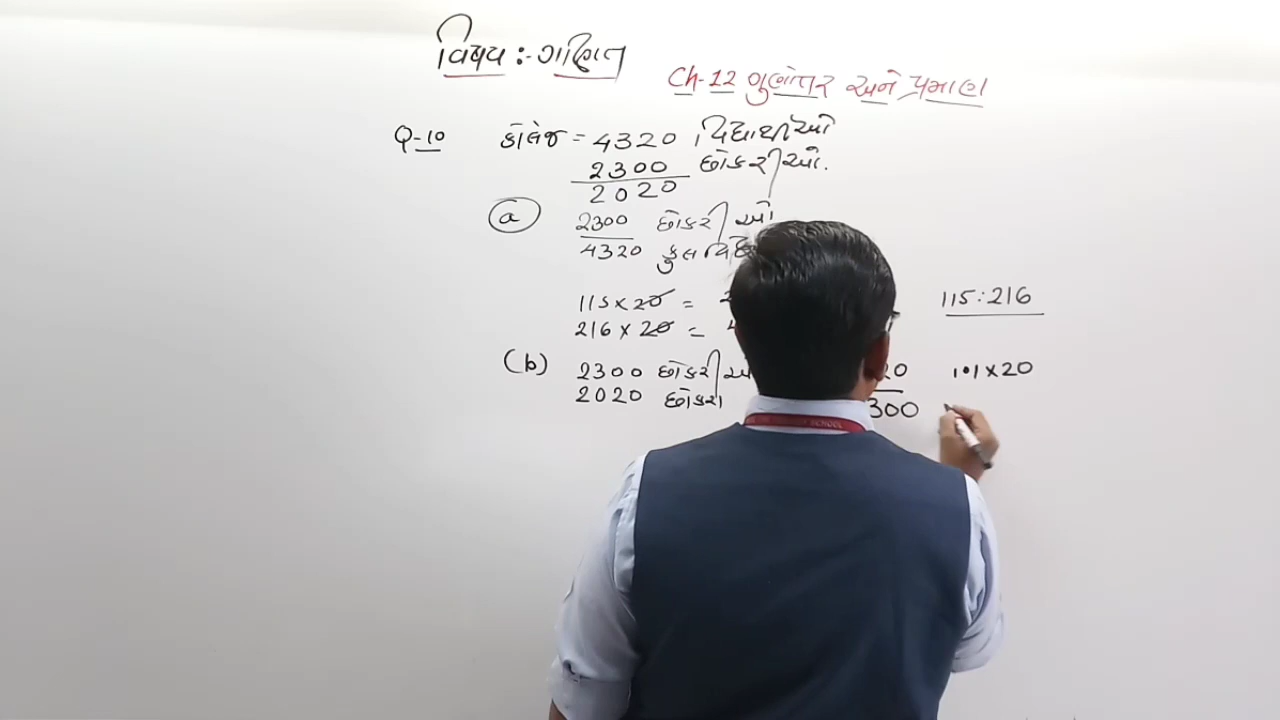 વિષય :- ગણિત
Ch-12 ગુણોત્તર અને પ્રમાણ
Q-10 કોલેજ = 4320 વિદ્યાર્થીઓ
2300 છોકરીઓ.
2020
a 2300 છોકરીઓ
4320 કુલ
115 × 20 =
216 × 20 =
115 : 216
(b) 2300 છોકરીઓ
2020 છોકરા
20
300
101 × 20